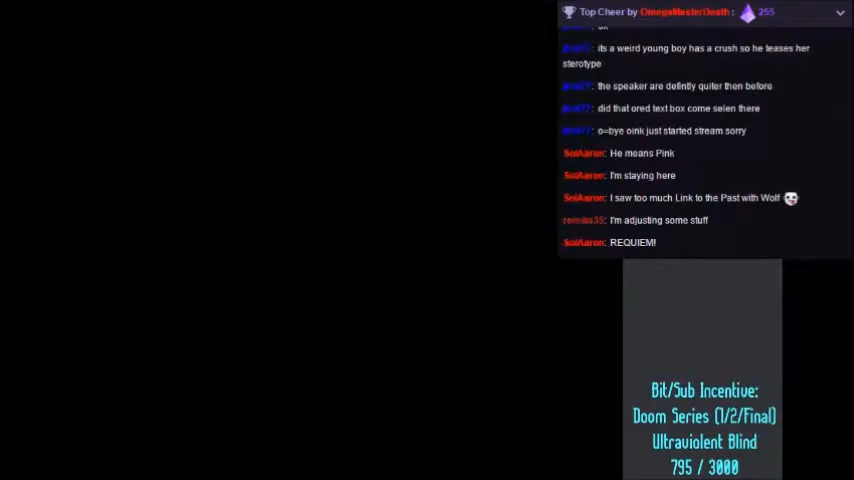 Top Cheer by OmegaMesterDeath: 255
its a weird young boy has a crush so he teases her
sterotype
the speaker are defintly quiter then before
did that ored text box come selen there
o=bye oink just started stream sorry
SolAaron: He means Pink
SolAaron: I'm staying here
SolAaron: I saw too much Link to the Past with Wolf
I'm adjusting some stuff
SolAaron: REQUIEM!
Bit/Sub Incentive:
Doom Series (1/2/Final)
Ultraviolent Blind
795 / 3000